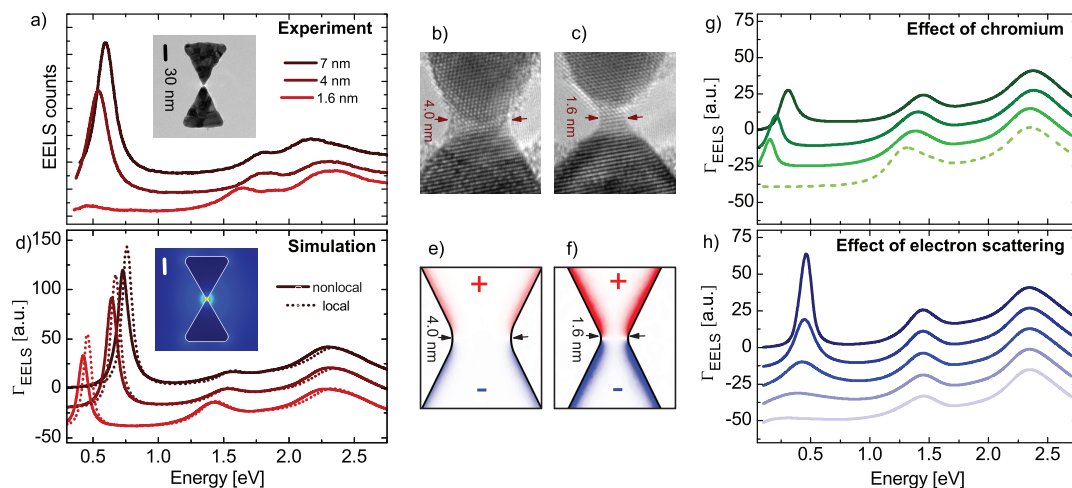 a)
Experiment
7 nm
4 nm
1.6 nm
30 nm
EELS counts
b)
4.0 nm
c)
1.6 nm
d)
Simulation
nonlocal
local
150
100
50
0
-50
Γ_EELS [a.u.]
0.5 1.0 1.5 2.0 2.5
Energy [eV]
e)
+
4.0 nm
-
f)
+
1.6 nm
-
g)
Effect of chromium
75
50
25
0
-25
-50
Γ_EELS [a.u.]
h)
Effect of electron scattering
75
50
25
0
-25
-50
Γ_EELS [a.u.]
0.5 1.0 1.5 2.0 2.5
Energy [eV]